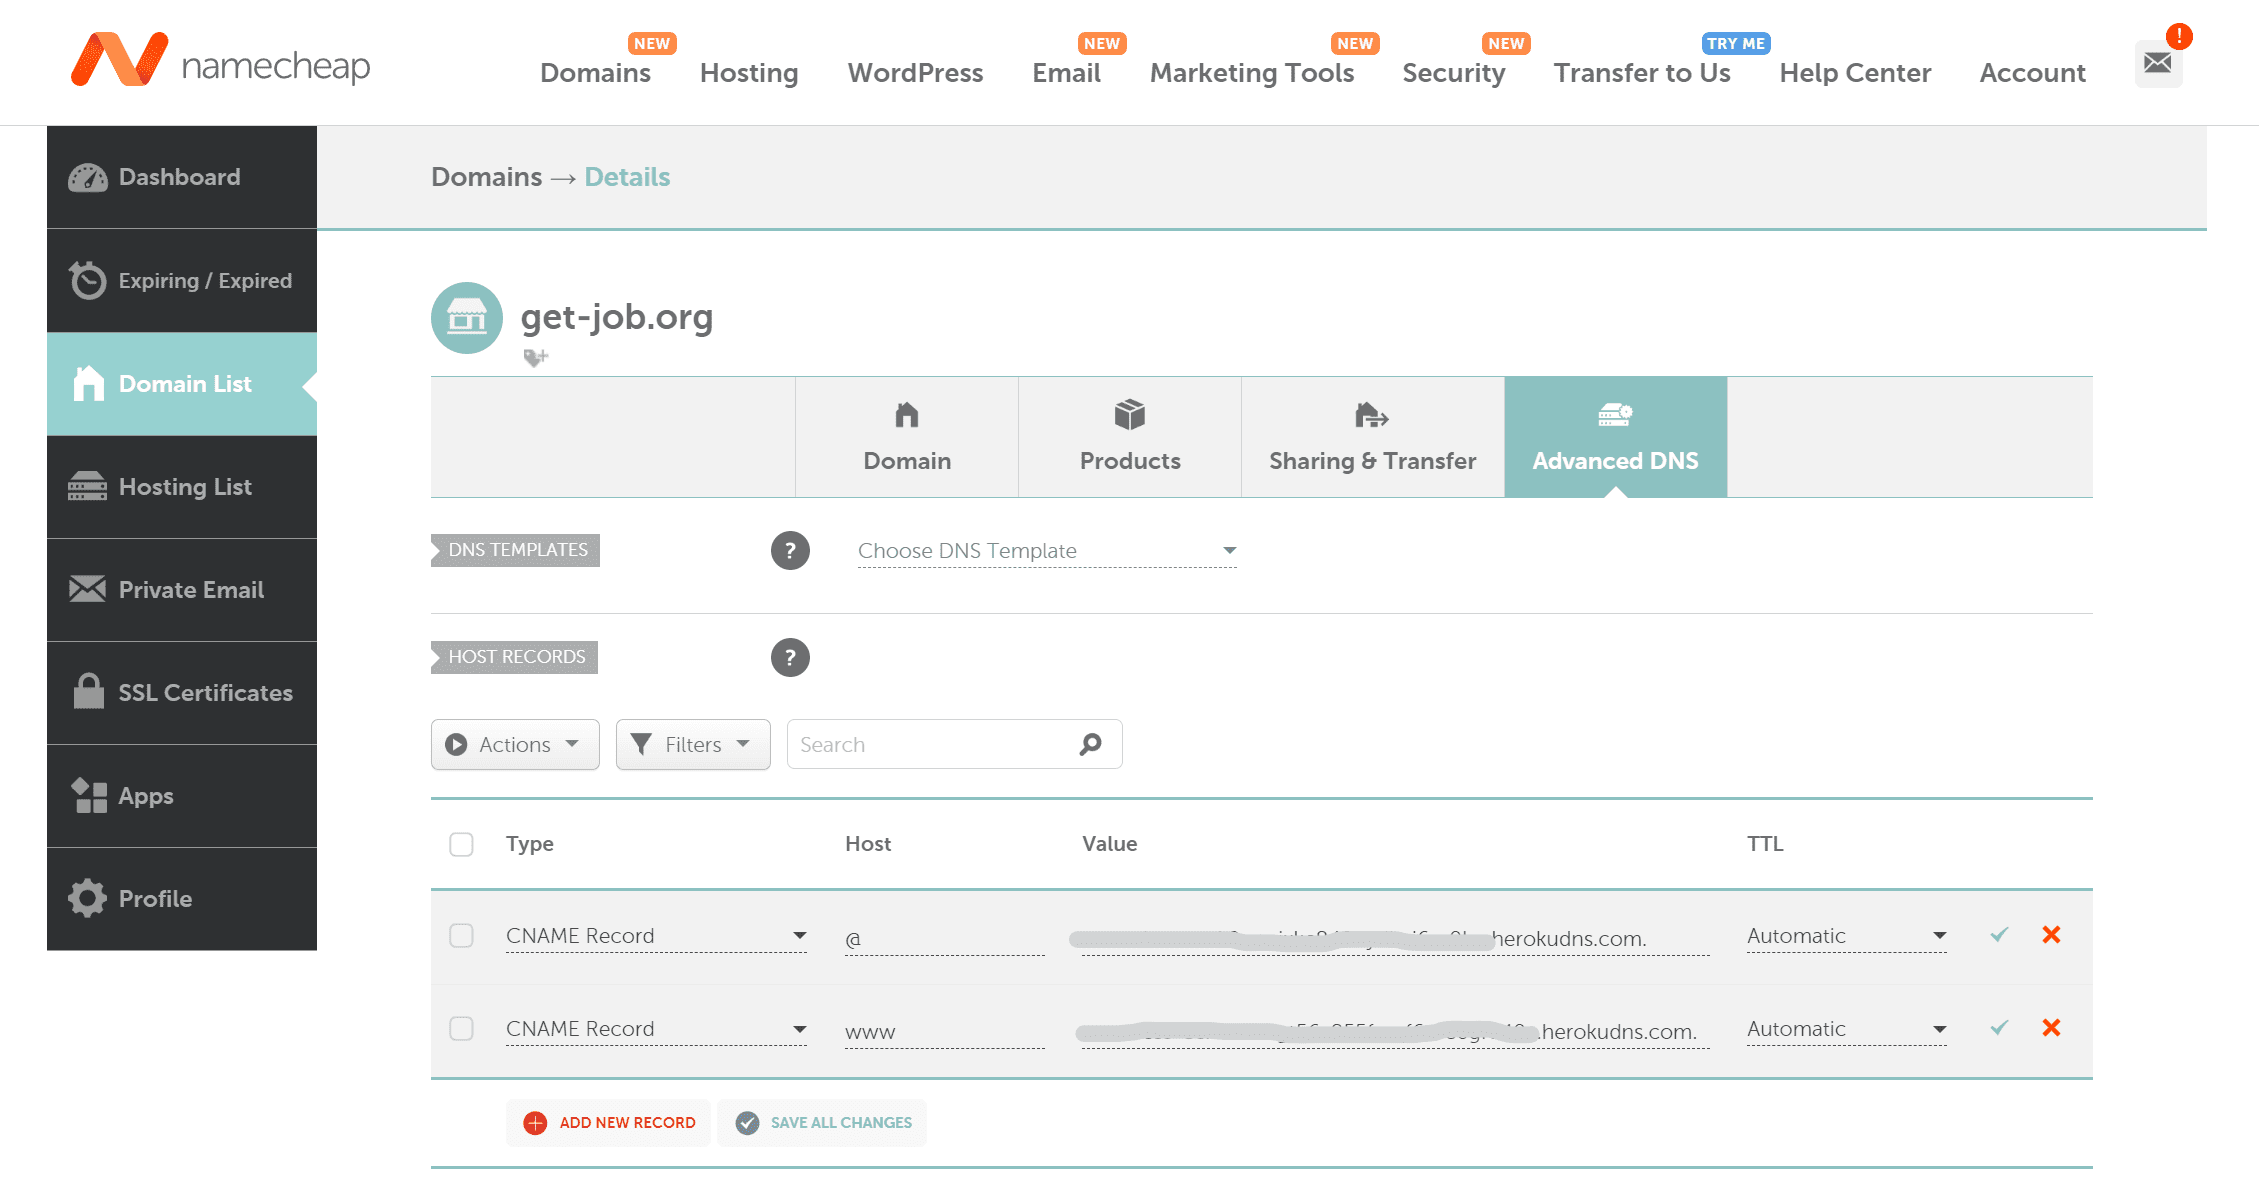 namecheap
NEW
NEW
NEW
NEW
TRY ME
!
Domains Hosting WordPress Email Marketing Tools Security Transfer to Us Help Center Account
Dashboard
Expiring / Expired
Domain List
Hosting List
Private Email
SSL Certificates
Apps
Profile
Domains → Details
get-job.org
Domain Products Sharing & Transfer Advanced DNS
DNS TEMPLATES ? Choose DNS Template
HOST RECORDS ?
Actions Filters Search
Type Host Value TTL
CNAME Record @ herokudns.com. Automatic
CNAME Record www .herokudns.com. Automatic
ADD NEW RECORD SAVE ALL CHANGES